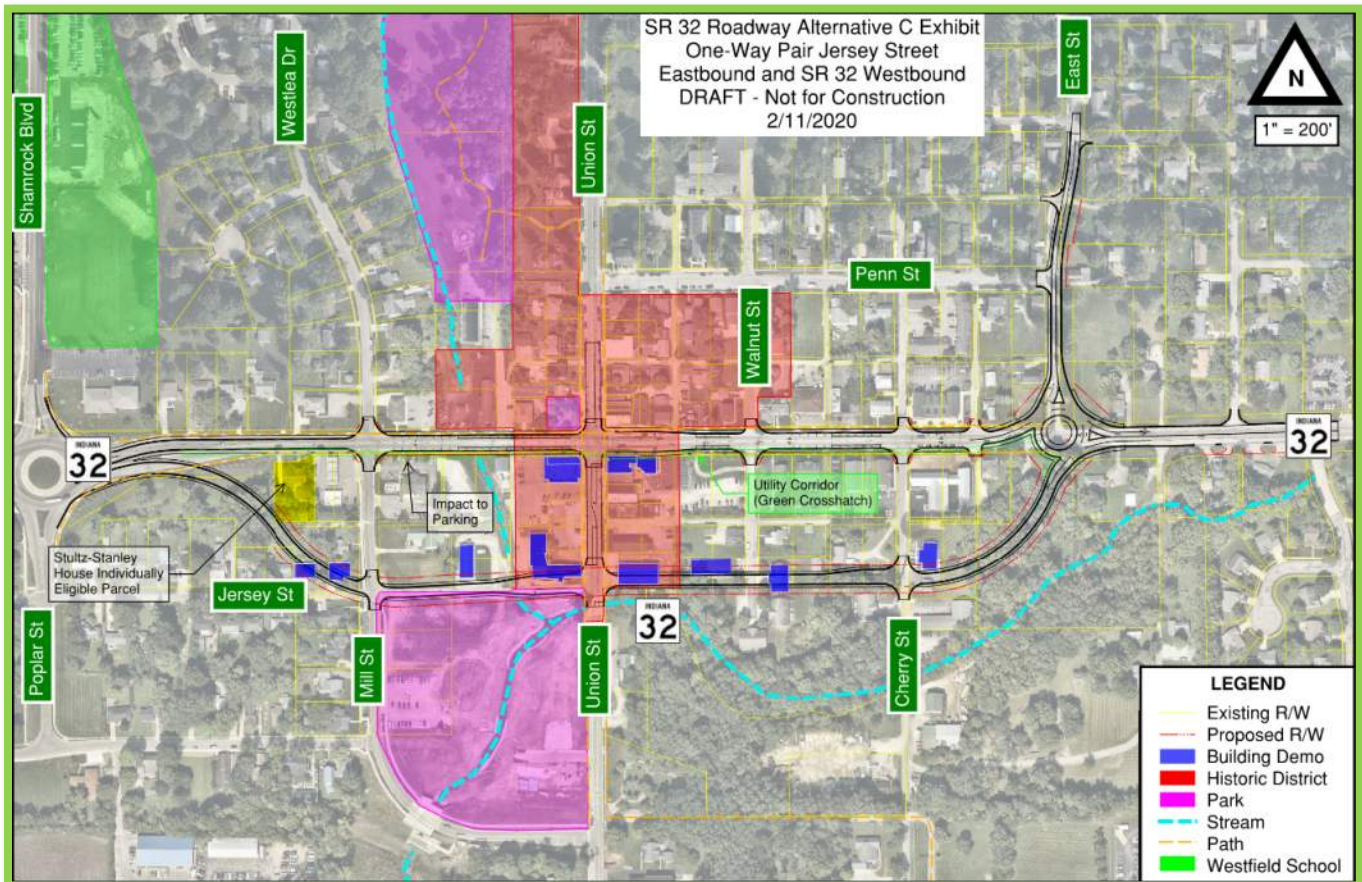 SR 32 Roadway Alternative C Exhibit
One-Way Pair Jersey Street
Eastbound and SR 32 Westbound
DRAFT - Not for Construction
2/11/2020
N
1" = 200'
Shamrock Blvd
Westlea Dr
Union St
East St
Penn St
Walnut St
INDIANA
32
INDIANA
32
Impact to
Parking
Utility Corridor
(Green Crosshatch)
Stultz-Stanley
House Individually
Eligible Parcel
Jersey St
INDIANA
32
Poplar St
Mill St
Union St
Cherry St
LEGEND
Existing R/W
Proposed R/W
Building Demo
Historic District
Park
Stream
Path
Westfield School